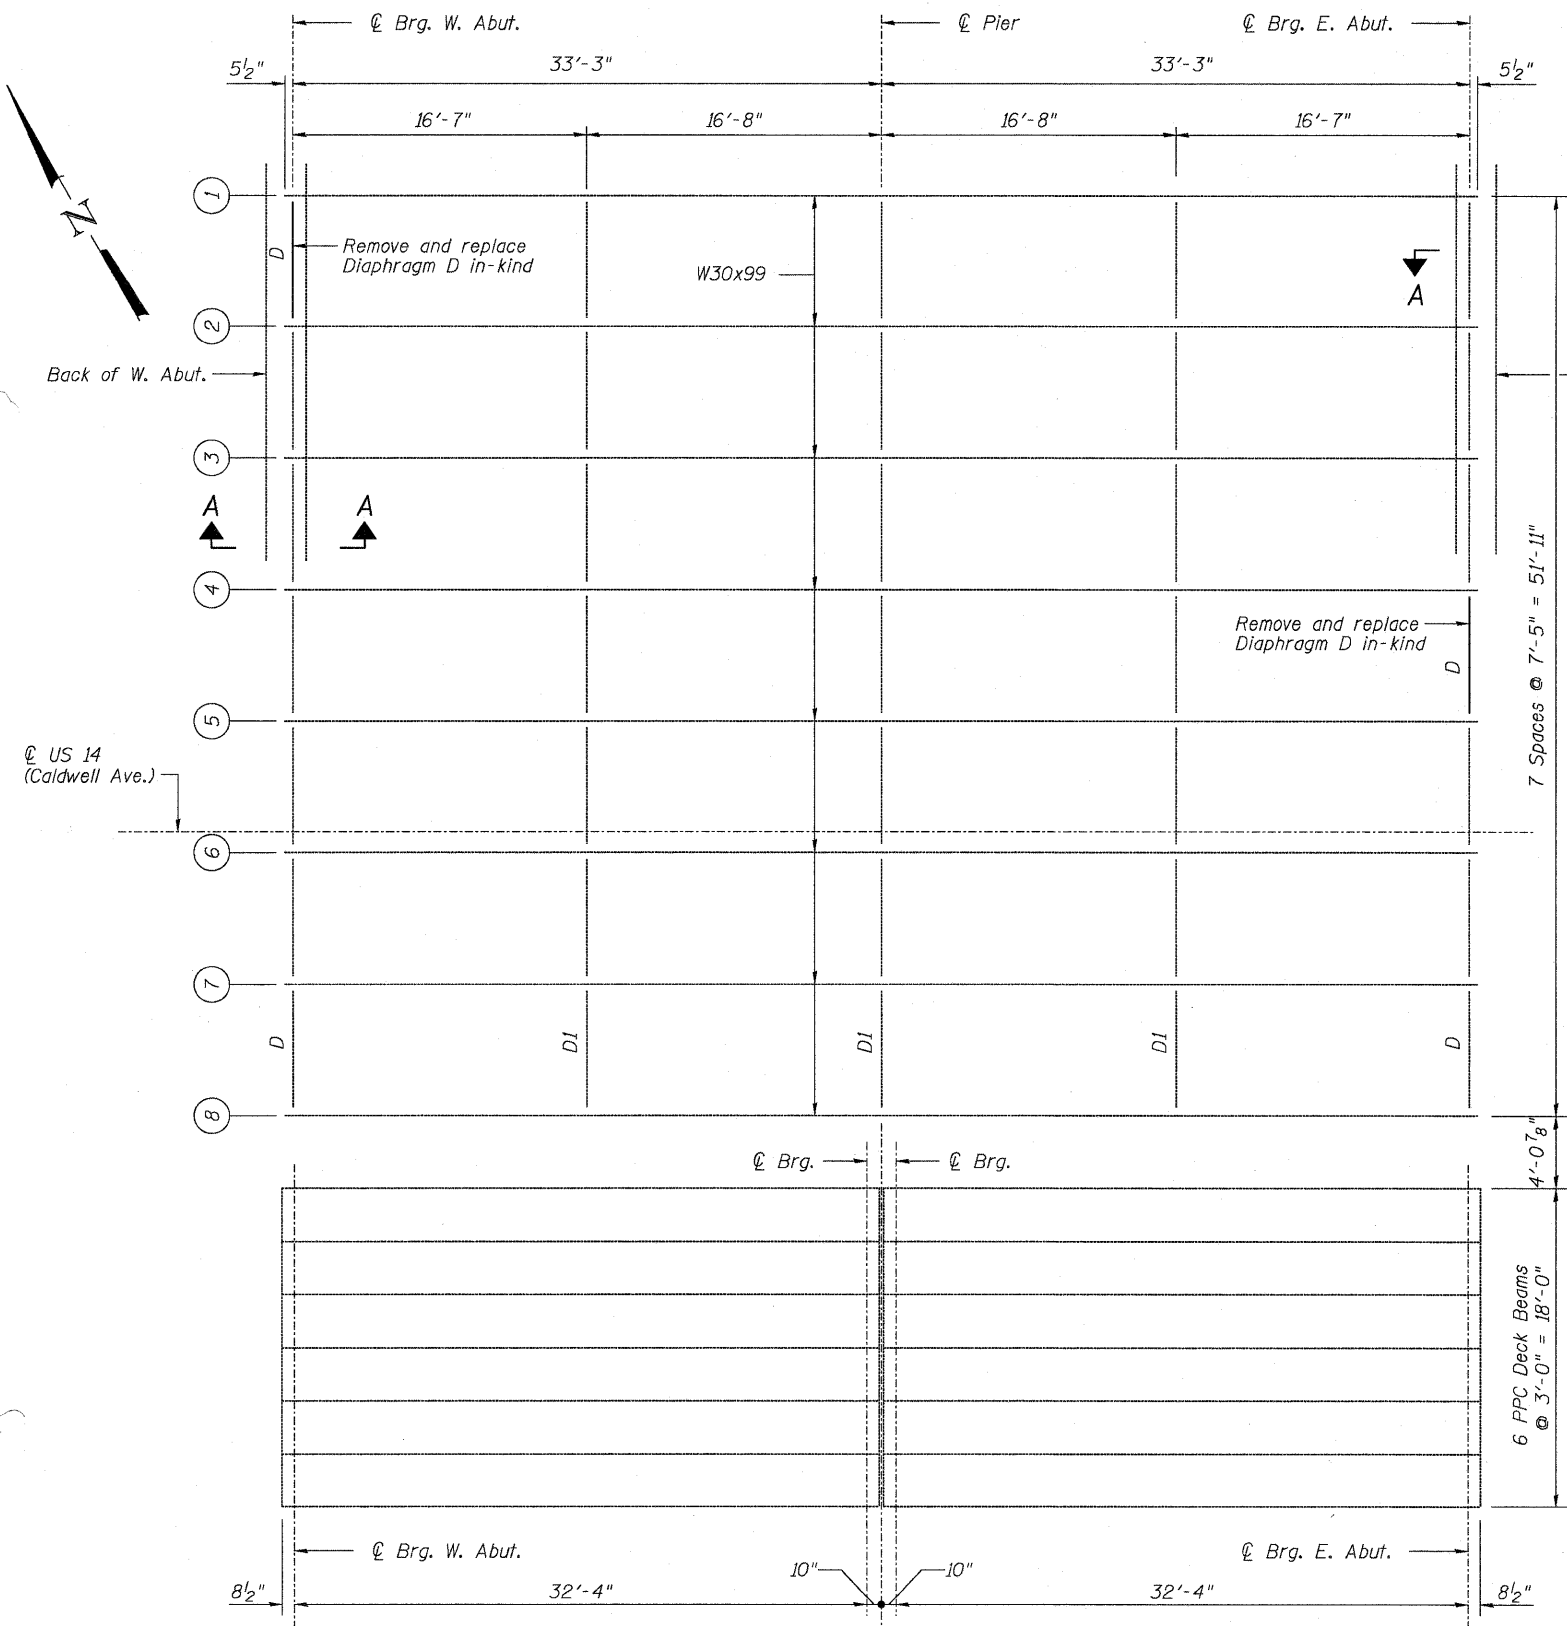 ℄ Brg. W. Abut.
℄ Pier
℄ Brg. E. Abut.
5½"
33'-3"
33'-3"
5½"
16'-7"
16'-8"
16'-8"
16'-7"
N
1
D
Remove and replace
Diaphragm D in-kind
W30x99
A
2
Back of W. Abut.
3
A
A
4
Remove and replace
Diaphragm D in-kind
D
7 Spaces @ 7'-5" = 51'-11"
5
℄ US 14
(Caldwell Ave.)
6
7
D
D1
D1
D1
D
8
℄ Brg.
℄ Brg.
4'-0⅞"
6 PPC Deck Beams
@ 3'-0" = 18'-0"
℄ Brg. W. Abut.
℄ Brg. E. Abut.
8½"
32'-4"
10"
10"
32'-4"
8½"